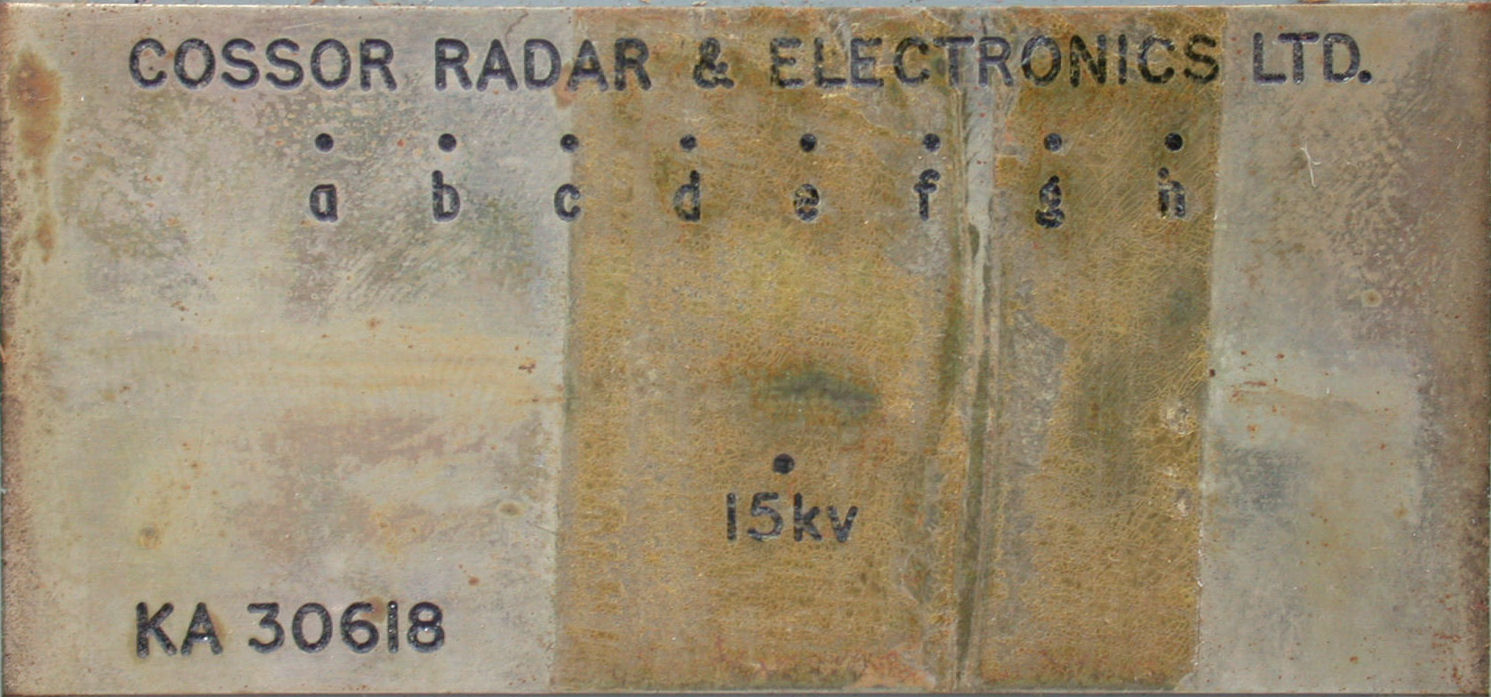 COSSOR RADAR & ELECTRONICS LTD.
a b c d e f g h
15kv
KA 30618